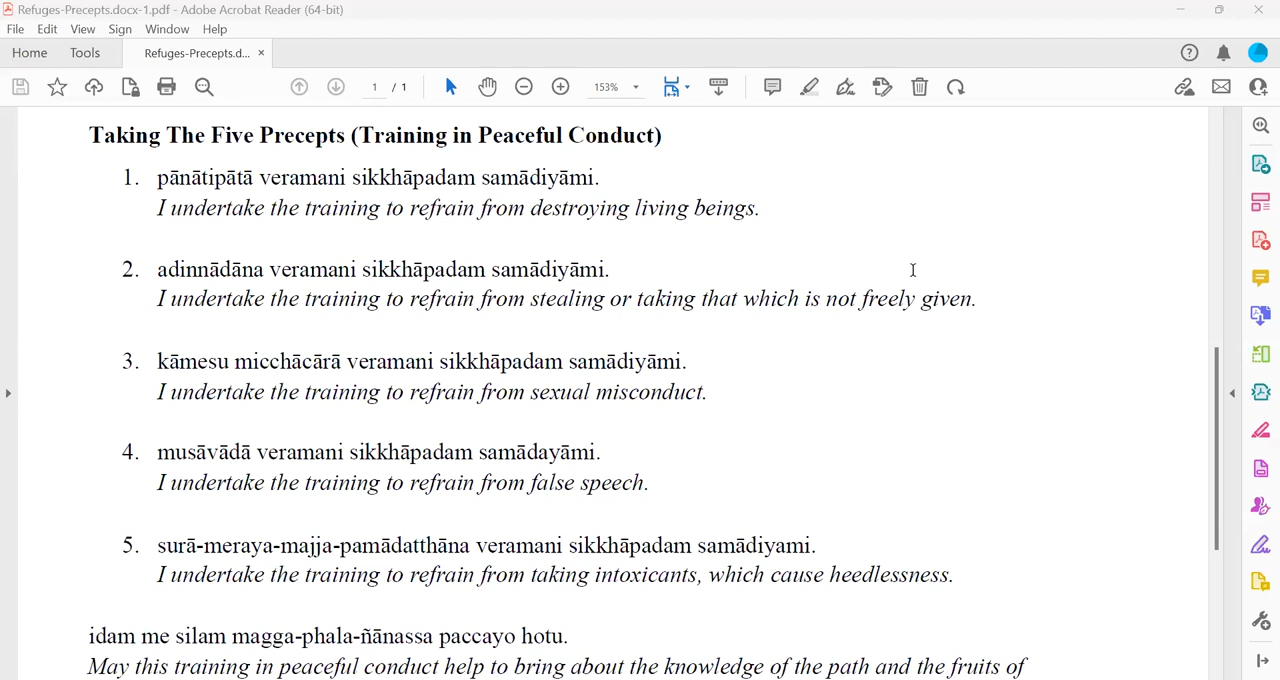 Refuges-Precepts.docx-1.pdf - Adobe Acrobat Reader (64-bit)
File Edit View Sign Window Help
Home Tools Refuges-Precepts.d... ×
1 / 1 153%
Taking The Five Precepts (Training in Peaceful Conduct)
1. pānātipātā veramani sikkhāpadam samādiyāmi.
I undertake the training to refrain from destroying living beings.
2. adinnādāna veramani sikkhāpadam samādiyāmi.
I undertake the training to refrain from stealing or taking that which is not freely given.
3. kāmesu micchācārā veramani sikkhāpadam samādiyāmi.
I undertake the training to refrain from sexual misconduct.
4. musāvādā veramani sikkhāpadam samādayāmi.
I undertake the training to refrain from false speech.
5. surā-meraya-majja-pamādatthāna veramani sikkhāpadam samādiyami.
I undertake the training to refrain from taking intoxicants, which cause heedlessness.
idam me silam magga-phala-ñānassa paccayo hotu.
May this training in peaceful conduct help to bring about the knowledge of the path and the fruits of